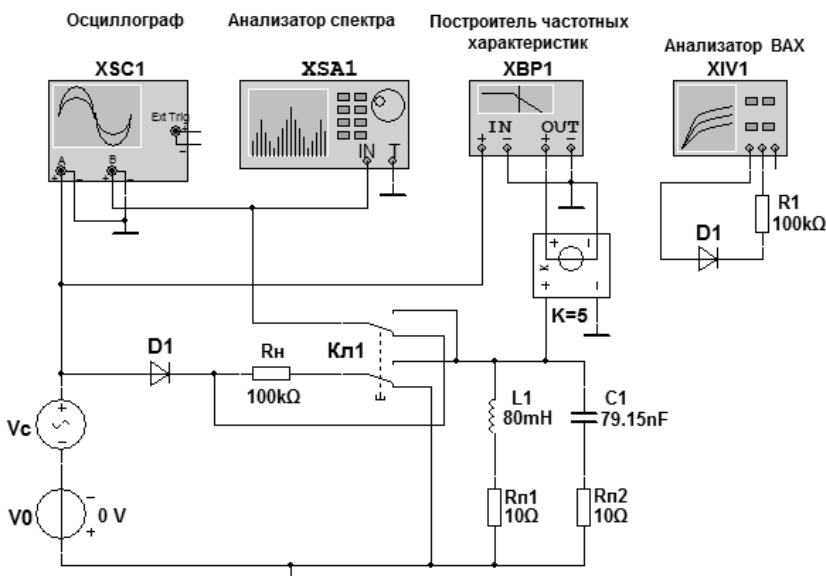 Осциллограф
Анализатор спектра
Построитель частотных
характеристик
Анализатор ВАХ
XSC1
XSA1
XBP1
XIV1
Ext Trig
+
−
A
B
+ − + −
IN T
IN OUT
+ − + −
R1
100kΩ
D1
+ −
x
+ −
K=5
D1
Rн
100kΩ
Кл1
L1
80mH
C1
79.15nF
Vc
+
−
V0
−
0 V
+
Rп1
10Ω
Rп2
10Ω